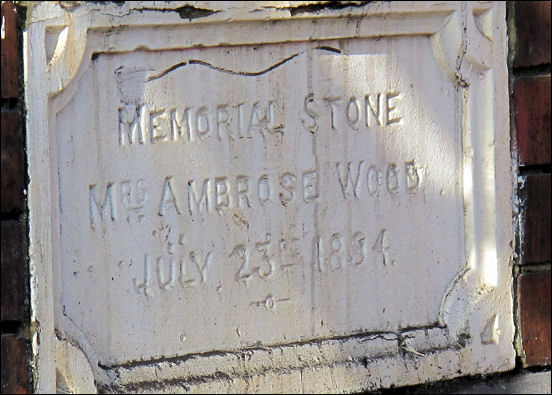 MEMORIAL STONE
MRS AMBROSE WOOD
JULY, 23RD 1894.